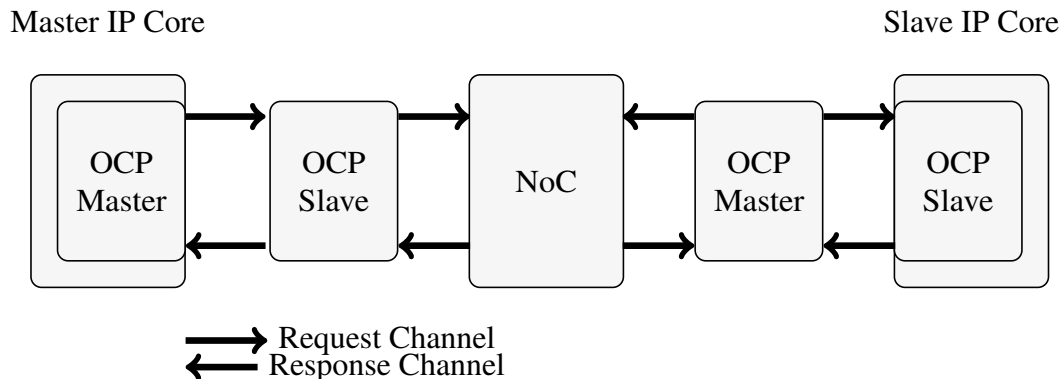 Master IP Core
Slave IP Core
OCP
Master
OCP
Slave
NoC
OCP
Master
OCP
Slave
Request Channel
Response Channel